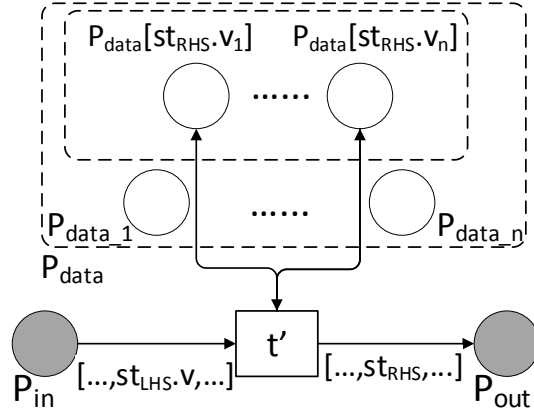 P_data[st_RHS.v_1] P_data[st_RHS.v_n]
......
......
P_data_1 P_data_n
P_data
t'
[...,st_LHS.v,...] [...,st_RHS,...]
P_in P_out